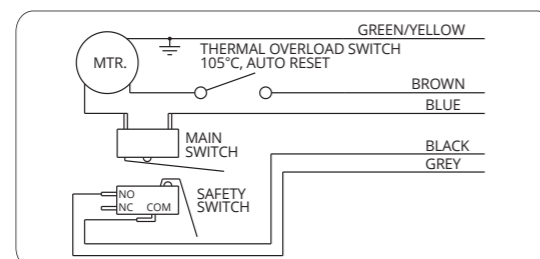 GREEN/YELLOW
MTR.
THERMAL OVERLOAD SWITCH
105°C, AUTO RESET
BROWN
BLUE
MAIN
SWITCH
BLACK
GREY
NO
NC COM
SAFETY
SWITCH